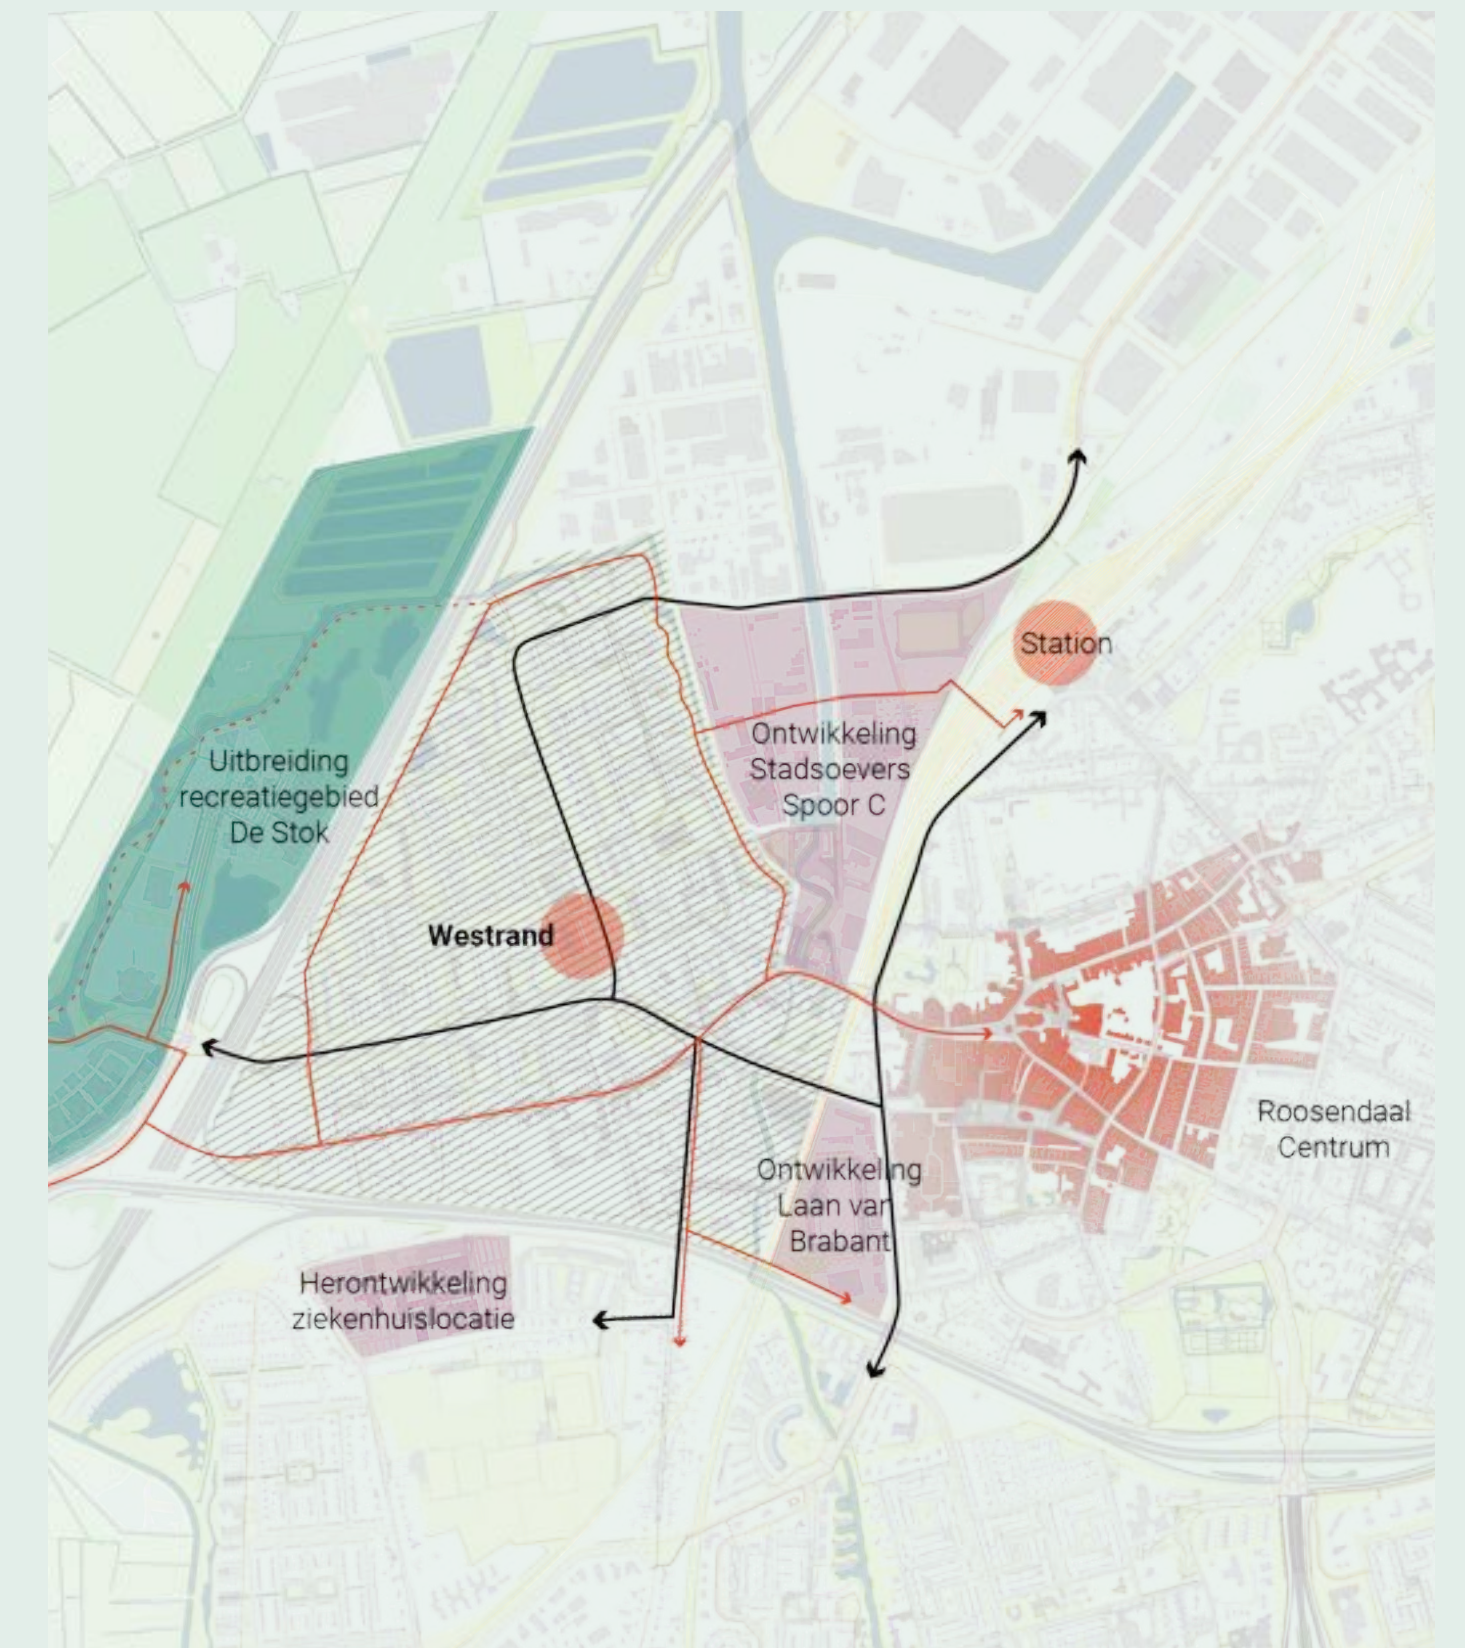 Station
Ontwikkeling
Stadsoevers
Spoor C
Uitbreiding
recreatiegebied
De Stok
Westrand
Roosendaal
Centrum
Ontwikkeling
Laan van
Brabant
Herontwikkeling
ziekenhuislocatie